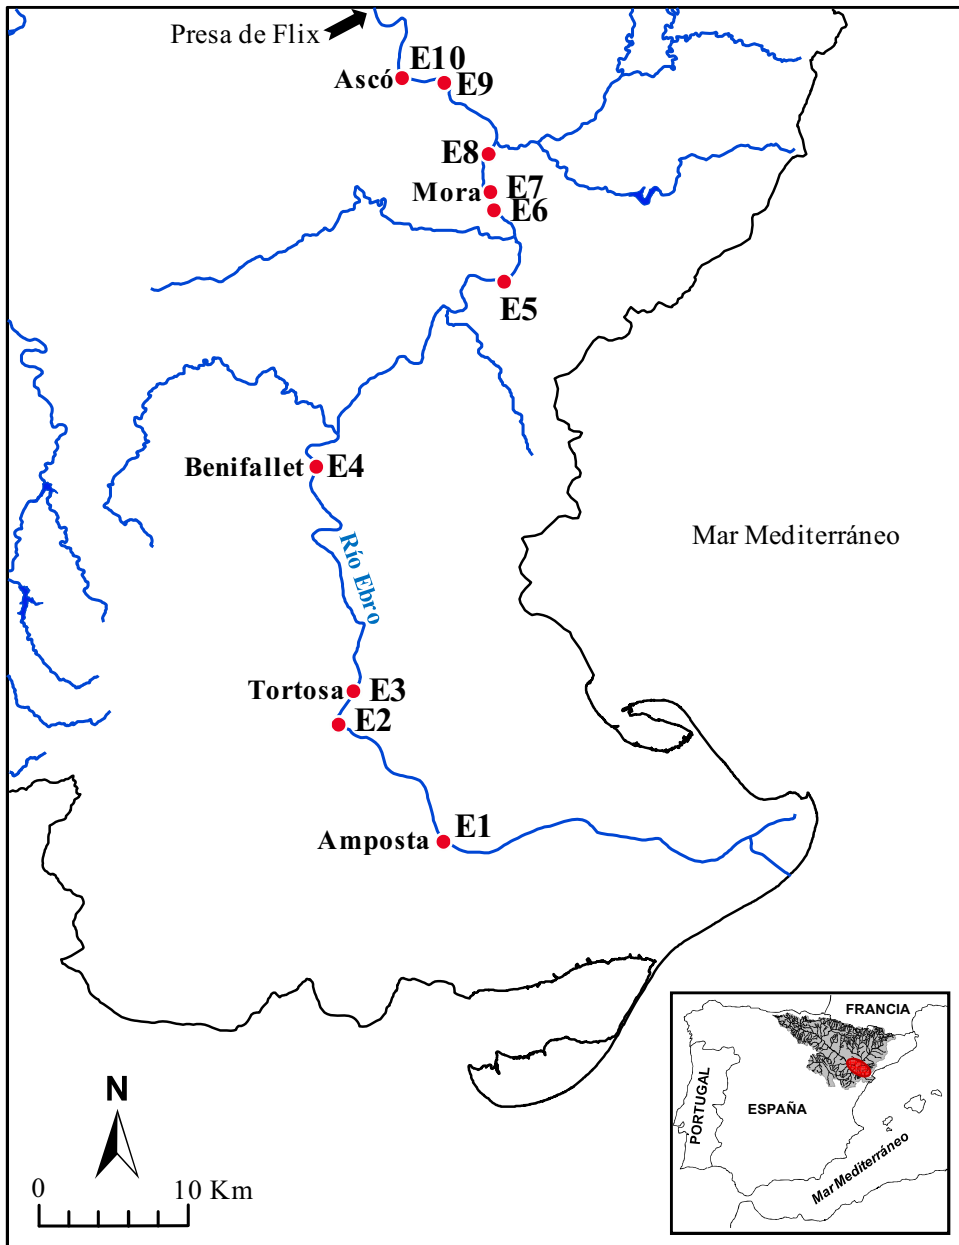 Presa de Flix
E10
Ascó
E9
E8
Mora
E7
E6
E5
Benifallet
E4
Mar Mediterráneo
Río Ebro
Tortosa
E3
E2
E1
Amposta
N
0
10 Km
FRANCIA
PORTUGAL
ESPAÑA
Mar Mediterráneo